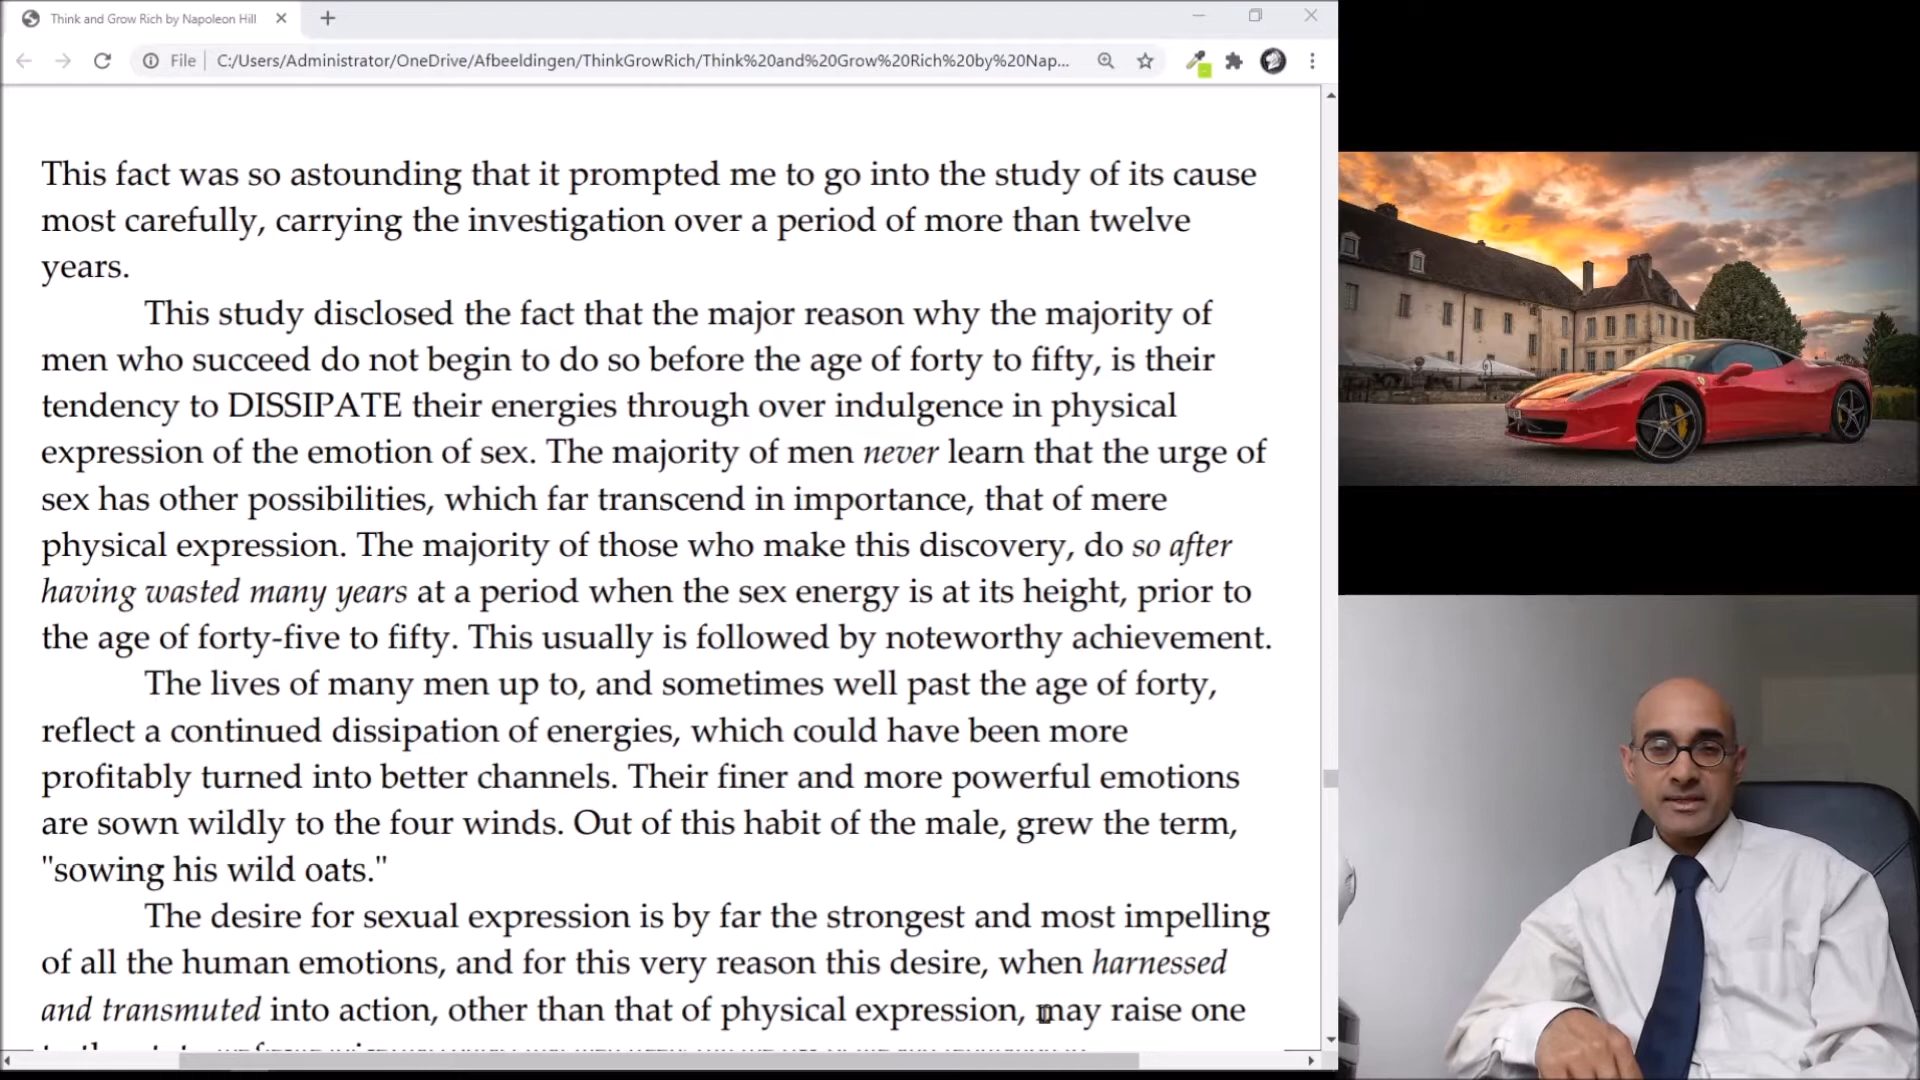 Think and Grow Rich by Napoleon Hill
File
C:/Users/Administrator/OneDrive/Afbeeldingen/ThinkGrowRich/Think%20and%20Grow%20Rich%20by%20Nap...
This fact was so astounding that it prompted me to go into the study of its cause
most carefully, carrying the investigation over a period of more than twelve
years.
This study disclosed the fact that the major reason why the majority of
men who succeed do not begin to do so before the age of forty to fifty, is their
tendency to DISSIPATE their energies through over indulgence in physical
expression of the emotion of sex. The majority of men never learn that the urge of
sex has other possibilities, which far transcend in importance, that of mere
physical expression. The majority of those who make this discovery, do so after
having wasted many years at a period when the sex energy is at its height, prior to
the age of forty-five to fifty. This usually is followed by noteworthy achievement.
The lives of many men up to, and sometimes well past the age of forty,
reflect a continued dissipation of energies, which could have been more
profitably turned into better channels. Their finer and more powerful emotions
are sown wildly to the four winds. Out of this habit of the male, grew the term,
"sowing his wild oats."
The desire for sexual expression is by far the strongest and most impelling
of all the human emotions, and for this very reason this desire, when harnessed
and transmuted into action, other than that of physical expression, may raise one